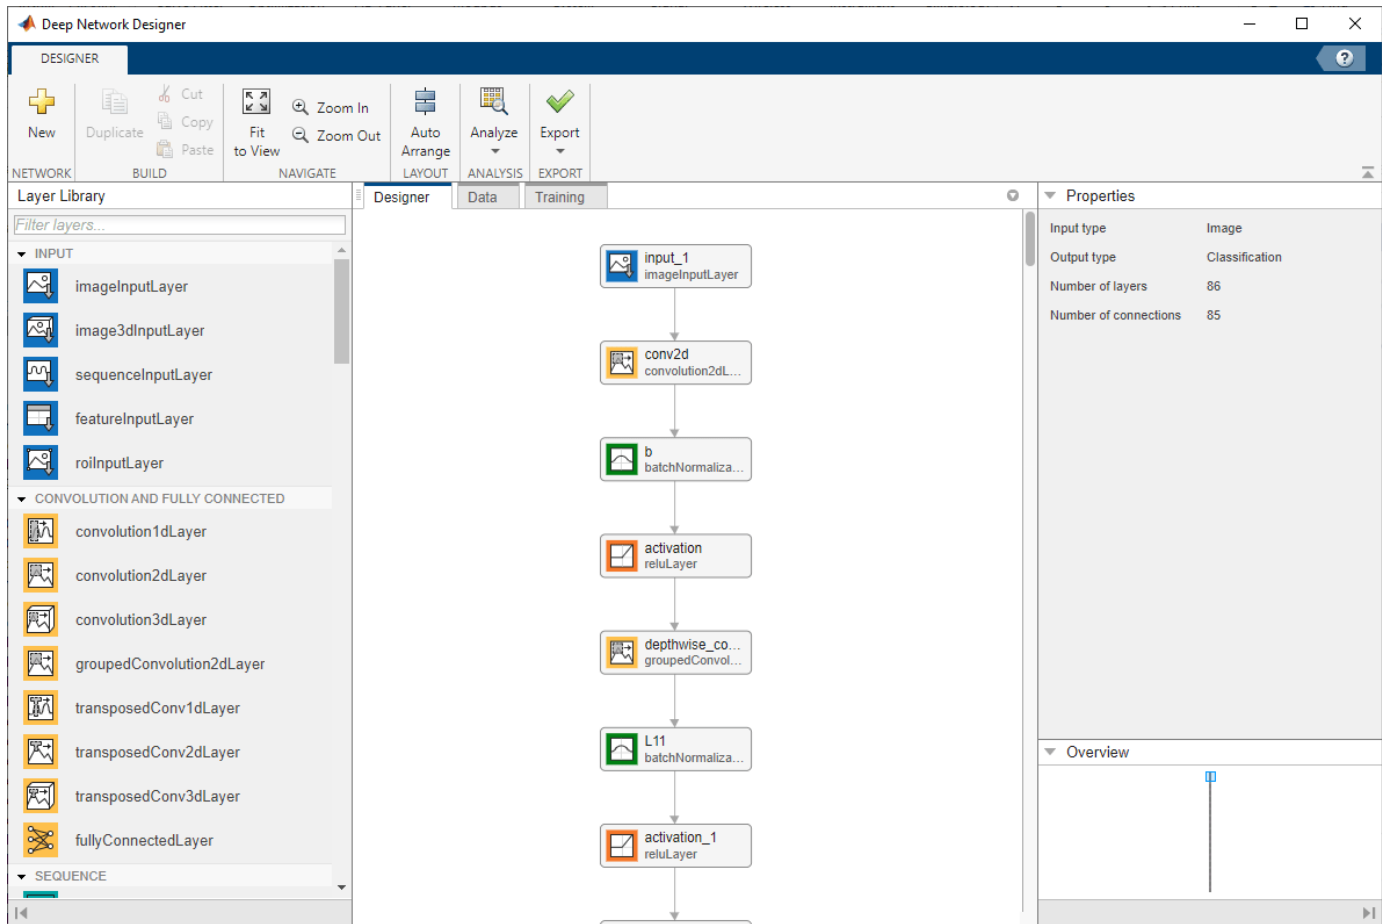 Deep Network Designer
DESIGNER
?
New
Duplicate
Cut
Copy
Paste
Fit
to View
Zoom In
Zoom Out
Auto
Arrange
Analyze
Export
NETWORK
BUILD
NAVIGATE
LAYOUT
ANALYSIS
EXPORT
Layer Library
Filter layers...
INPUT
imageInputLayer
image3dInputLayer
sequenceInputLayer
featureInputLayer
roiInputLayer
CONVOLUTION AND FULLY CONNECTED
convolution1dLayer
convolution2dLayer
convolution3dLayer
groupedConvolution2dLayer
transposedConv1dLayer
transposedConv2dLayer
transposedConv3dLayer
fullyConnectedLayer
SEQUENCE
Designer
Data
Training
input_1
imageInputLayer
conv2d
convolution2dL...
b
batchNormaliza...
activation
reluLayer
depthwise_co...
groupedConvol...
L11
batchNormaliza...
activation_1
reluLayer
Properties
Input type Image
Output type Classification
Number of layers 86
Number of connections 85
Overview